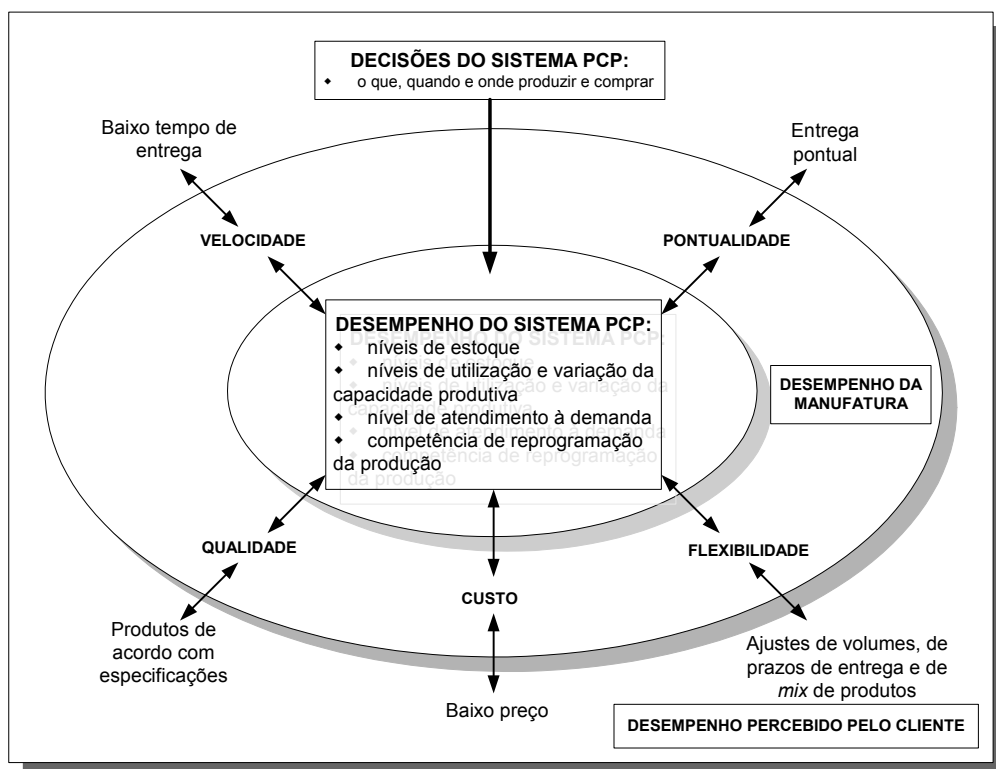 DECISÕES DO SISTEMA PCP:
◆ o que, quando e onde produzir e comprar
Baixo tempo de
entrega
Entrega
pontual
VELOCIDADE
PONTUALIDADE
DESEMPENHO DO SISTEMA PCP:
◆ níveis de estoque
◆ níveis de utilização e variação da
capacidade produtiva
◆ nível de atendimento à demanda
◆ competência de reprogramação
da produção
DESEMPENHO DA
MANUFATURA
QUALIDADE
FLEXIBILIDADE
CUSTO
Produtos de
acordo com
especificações
Ajustes de volumes, de
prazos de entrega e de
mix de produtos
Baixo preço
DESEMPENHO PERCEBIDO PELO CLIENTE